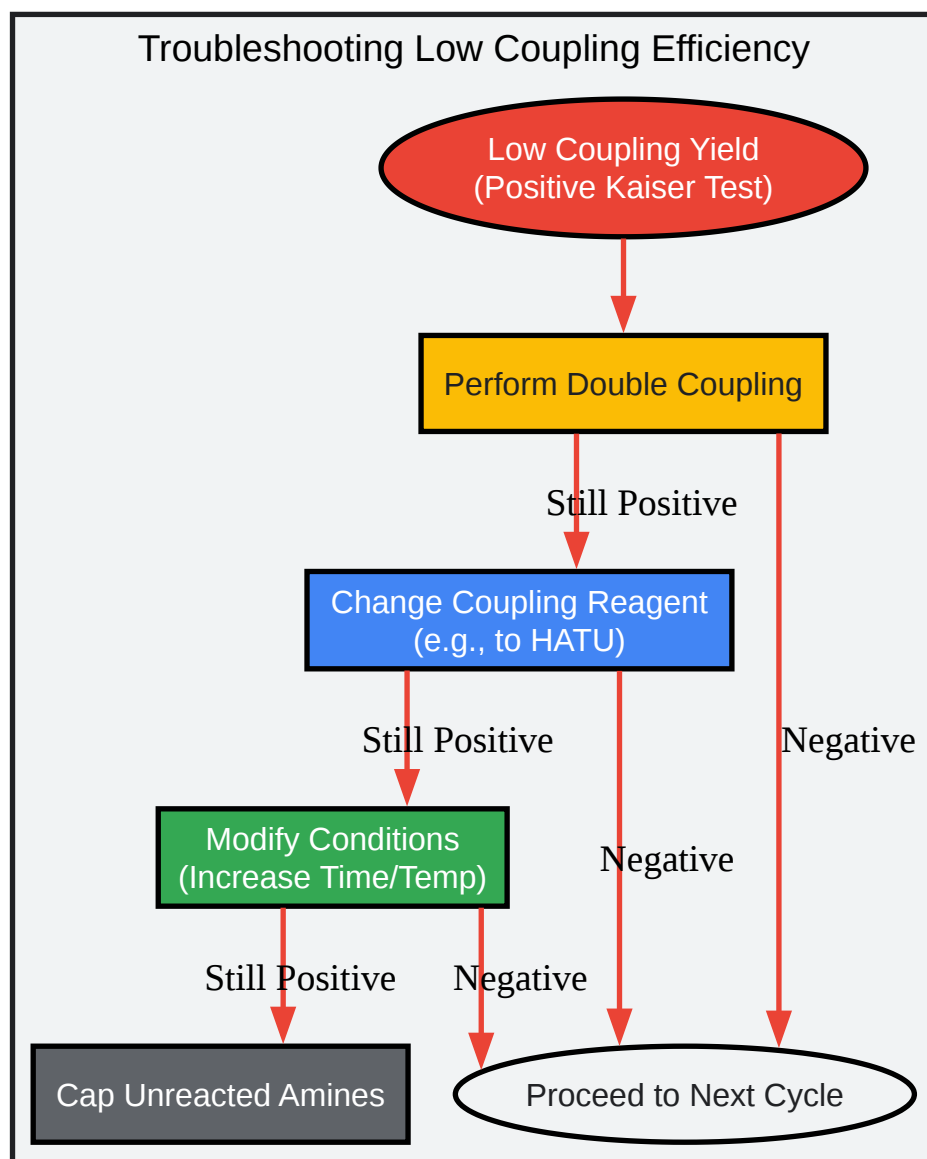 Troubleshooting Low Coupling Efficiency
Low Coupling Yield
(Positive Kaiser Test)
Perform Double Coupling
Still Positive
Change Coupling Reagent
(e.g., to HATU)
Still Positive
Negative
Modify Conditions
(Increase Time/Temp)
Negative
Still Positive
Negative
Cap Unreacted Amines
Proceed to Next Cycle